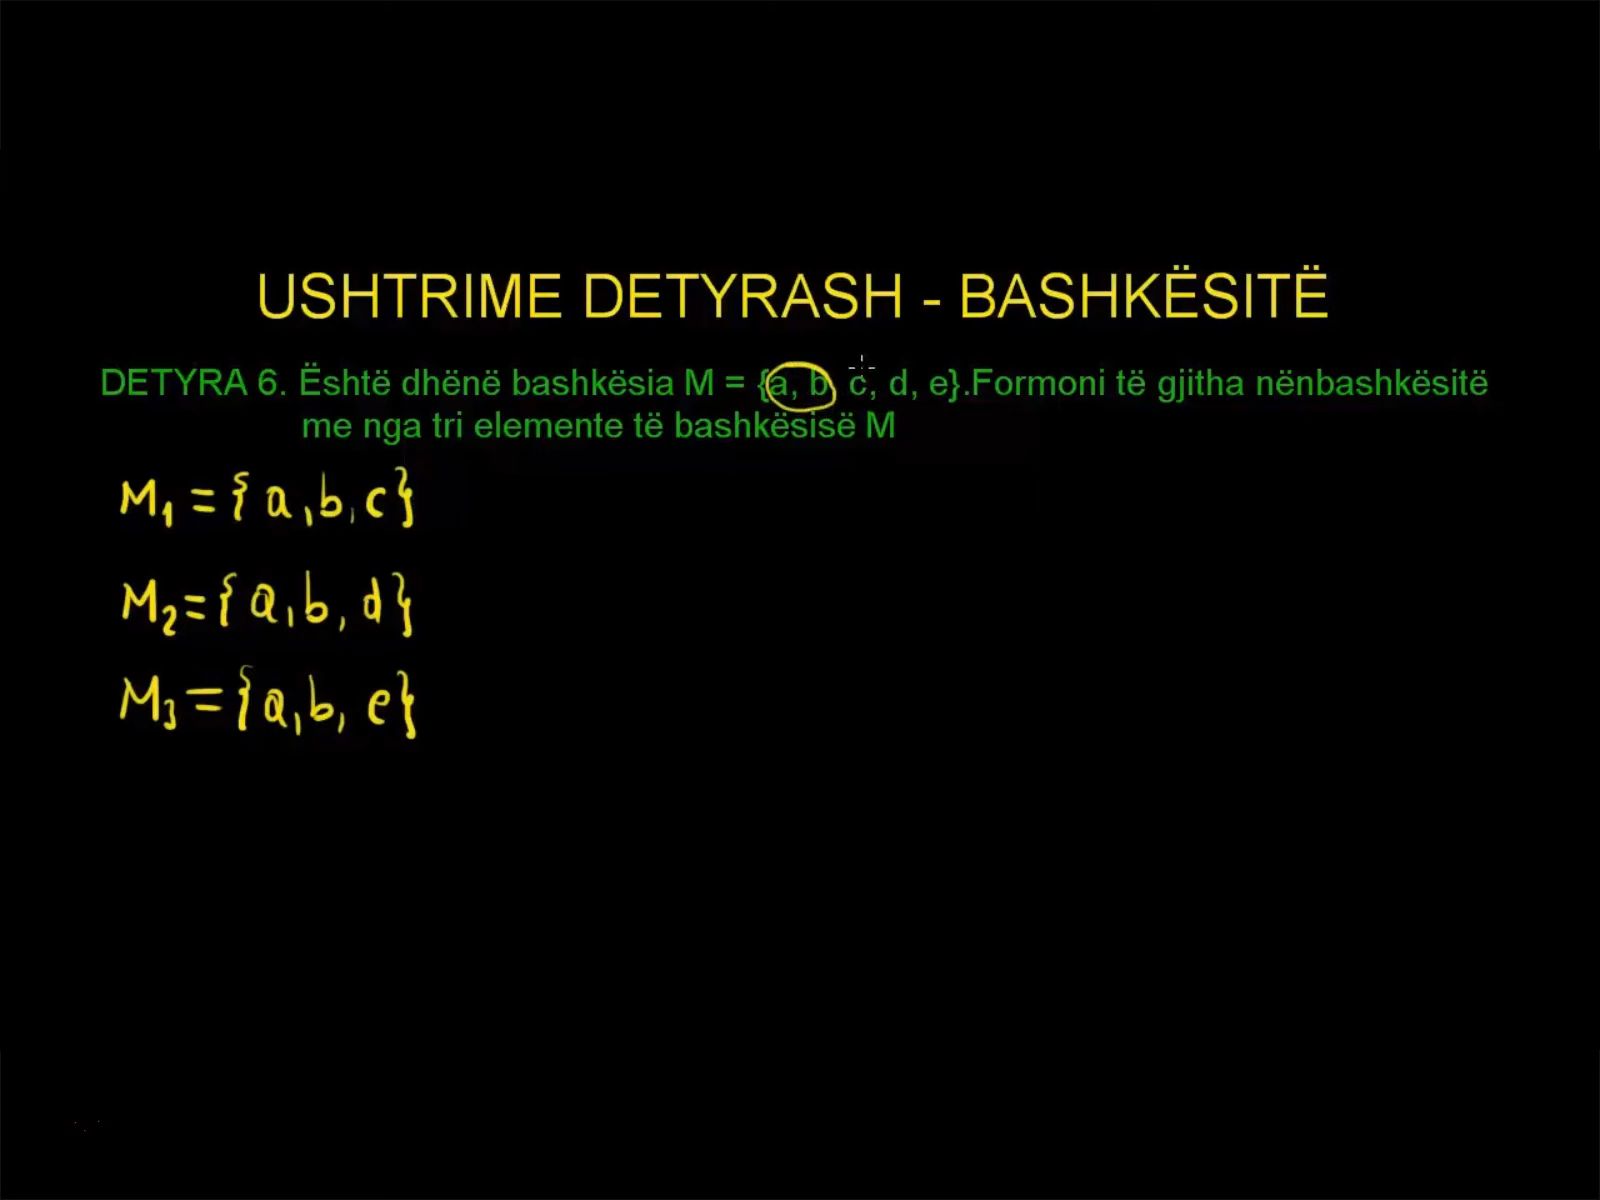 USHTRIME DETYRASH - BASHKËSITË
DETYRA 6. Është dhënë bashkësia M = {a, b, c, d, e}.Formoni të gjitha nënbashkësitë
me nga tri elemente të bashkësisë M
M₁ = { a , b , c }
M₂ = { a , b , d }
M₃ = { a , b , e }